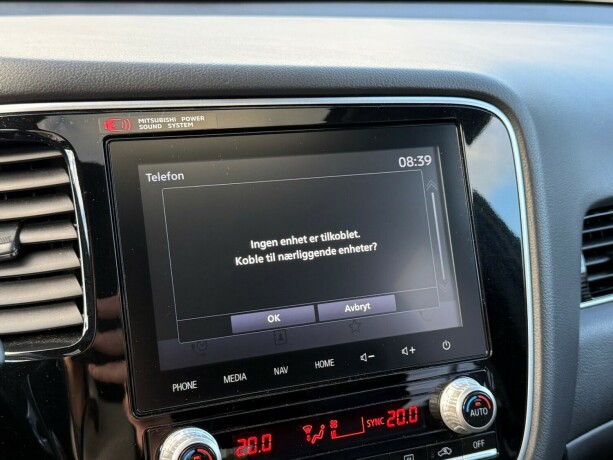 MITSUBISHI POWER
SOUND SYSTEM
Telefon
08:39
Ingen enhet er tilkoblet.
Koble til nærliggende enheter?
OK
Avbryt
PHONE
MEDIA
NAV
HOME
20.0
SYNC
20.0
AUTO
OFF